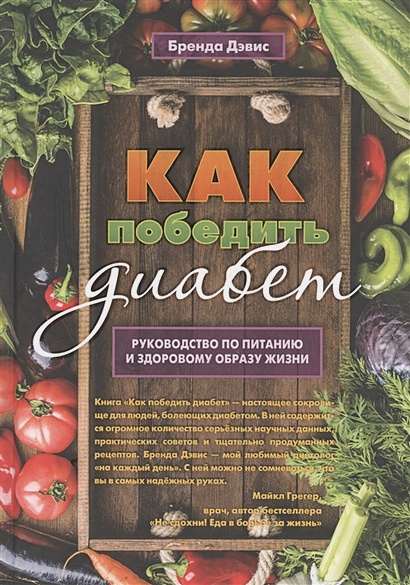 Бренда Дэвис
КАК
победить
диабет
РУКОВОДСТВО ПО ПИТАНИЮ
И ЗДОРОВОМУ ОБРАЗУ ЖИЗНИ
Книга «Как победить диабет» — настоящее сокрови-
ще для людей, болеющих диабетом. В ней содержит-
ся огромное количество серьёзных научных данных,
практических советов и тщательно продуманных
рецептов. Бренда Дэвис — мой любимый диетолог
«на каждый день». С ней можно не сомневаться, что
вы в самых надёжных руках.
Майкл Грегер,
врач, автор бестселлера
«Не сдохни! Еда в борьбе за жизнь»